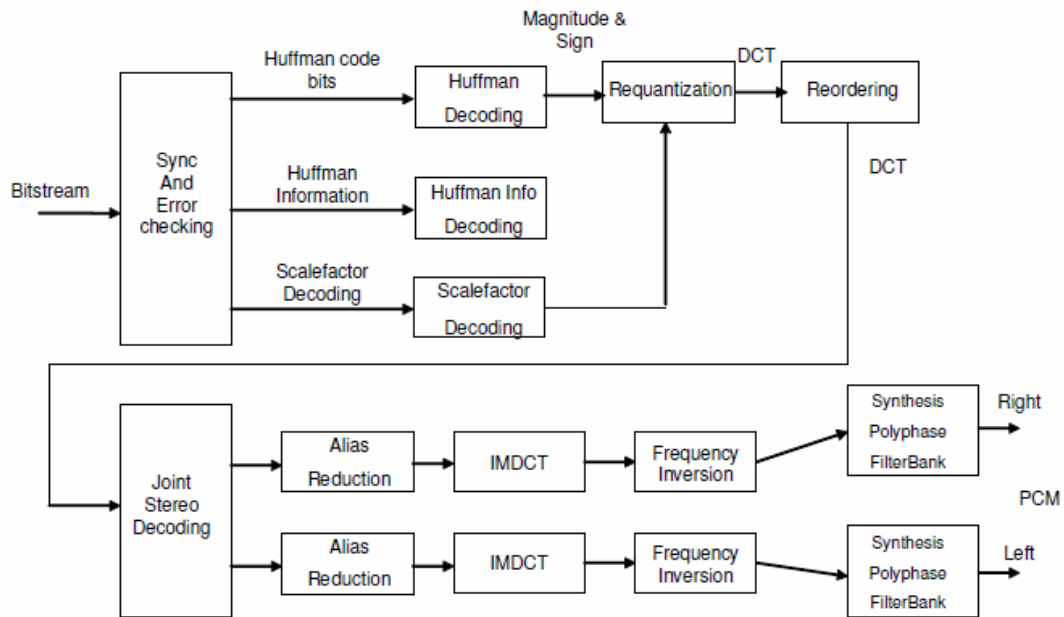 Magnitude &
Sign
Huffman code
bits
DCT
Huffman
Decoding
Requantization
Reordering
Sync
And
Error
checking
Bitstream
Huffman
Information
Huffman Info
Decoding
DCT
Scalefactor
Decoding
Scalefactor
Decoding
Joint
Stereo
Decoding
Alias
Reduction
IMDCT
Frequency
Inversion
Synthesis
Polyphase
FilterBank
Right
PCM
Alias
Reduction
IMDCT
Frequency
Inversion
Synthesis
Polyphase
FilterBank
Left